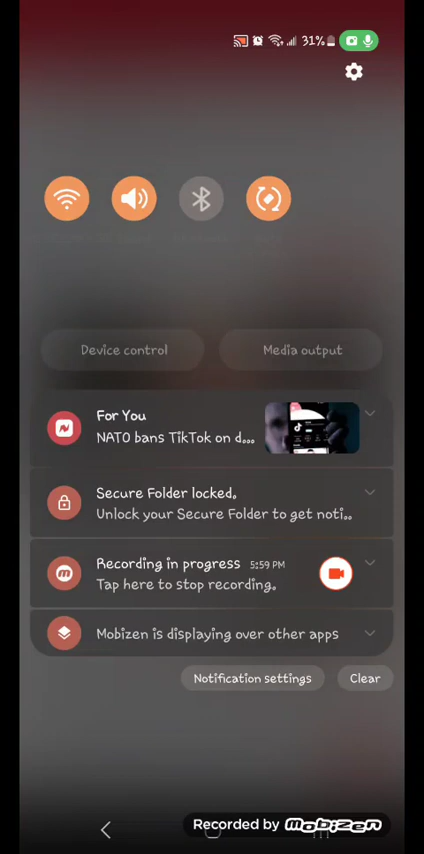 31%
Device control
Media output
For You
NATO bans TikTok on d...
Secure Folder locked.
Unlock your Secure Folder to get noti..
Recording in progress 5:59 PM
Tap here to stop recording.
Mobizen is displaying over other apps
Notification settings
Clear
Recorded by mobizen